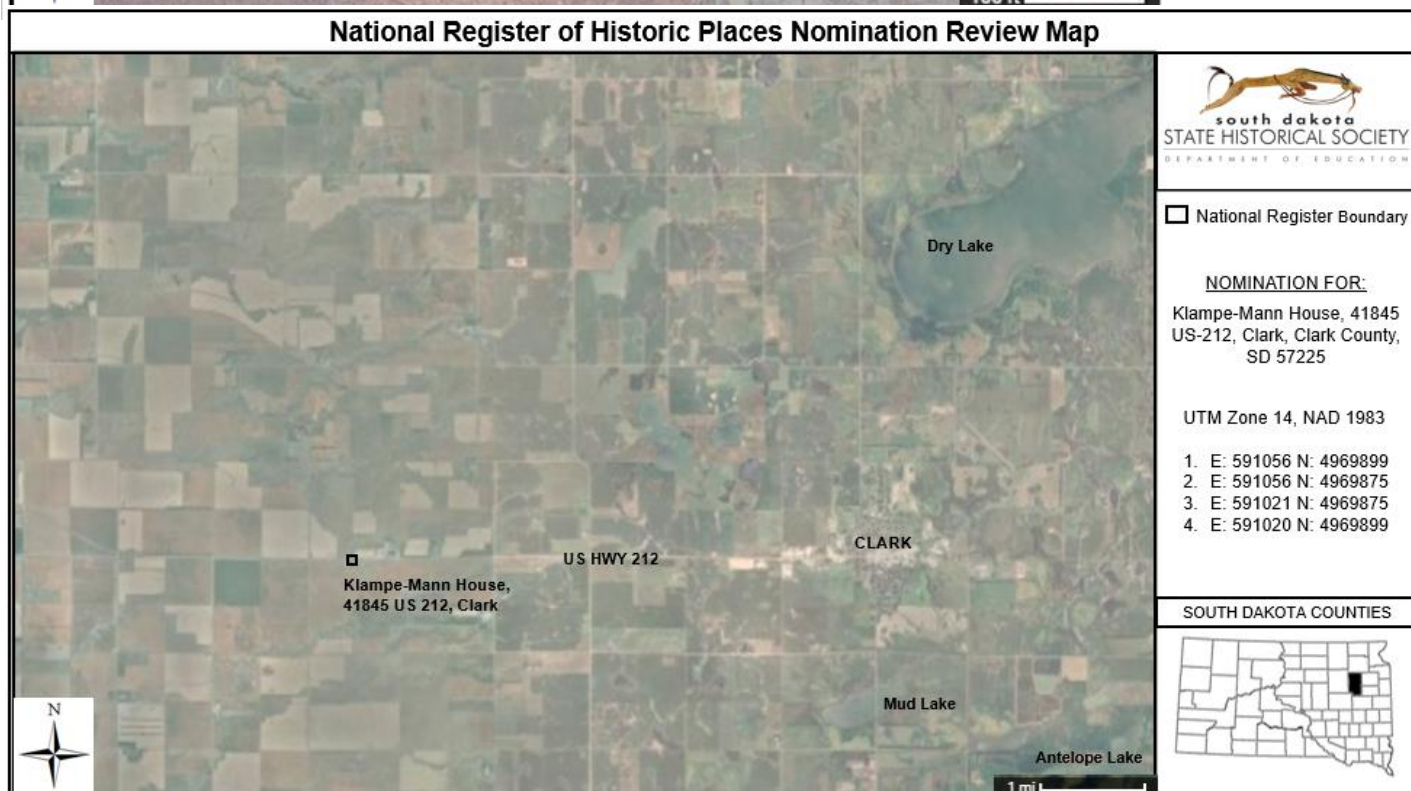 National Register of Historic Places Nomination Review Map
south dakota
STATE HISTORICAL SOCIETY
DEPARTMENT OF EDUCATION
National Register Boundary
NOMINATION FOR:
Klampe-Mann House, 41845
US-212, Clark, Clark County,
SD 57225
UTM Zone 14, NAD 1983
1. E: 591056 N: 4969899
2. E: 591056 N: 4969875
3. E: 591021 N: 4969875
4. E: 591020 N: 4969899
SOUTH DAKOTA COUNTIES
Dry Lake
CLARK
US HWY 212
Klampe-Mann House,
41845 US 212, Clark
Mud Lake
Antelope Lake
N
1 mi